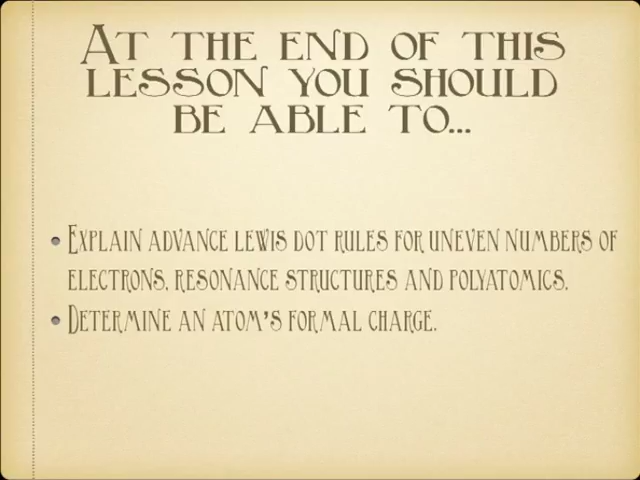 At the end of this
lesson you should
be able to...
• Explain advance lewis dot rules for uneven numbers of
electrons, resonance structures and polyatomics.
• Determine an atom's formal charge.